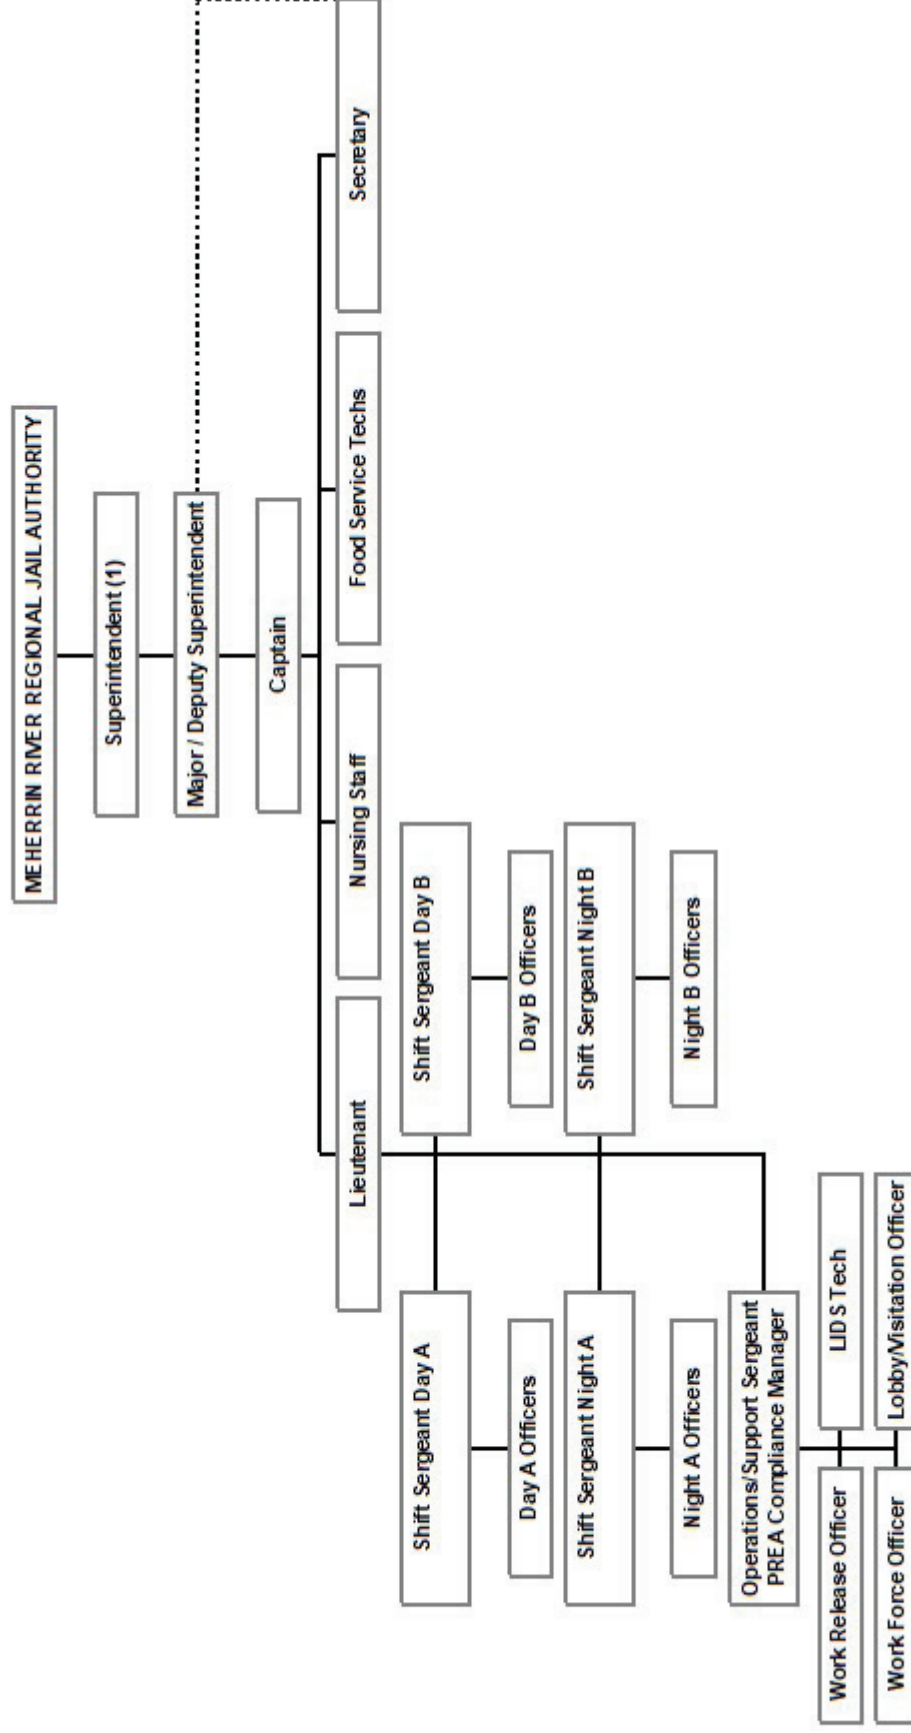 MEHERRIN RIVER REGIONAL JAIL AUTHORITY
Superintendent (1)
Major / Deputy Superintendent
Captain
Lieutenant
Nursing Staff
Food Service Techs
Secretary
Shift Sergeant Day A
Shift Sergeant Day B
Day A Officers
Day B Officers
Shift Sergeant Night A
Shift Sergeant Night B
Night A Officers
Night B Officers
Operations/Support Sergeant
PREA Compliance Manager
Work Release Officer
LIDS Tech
Work Force Officer
Lobby/Visitation Officer